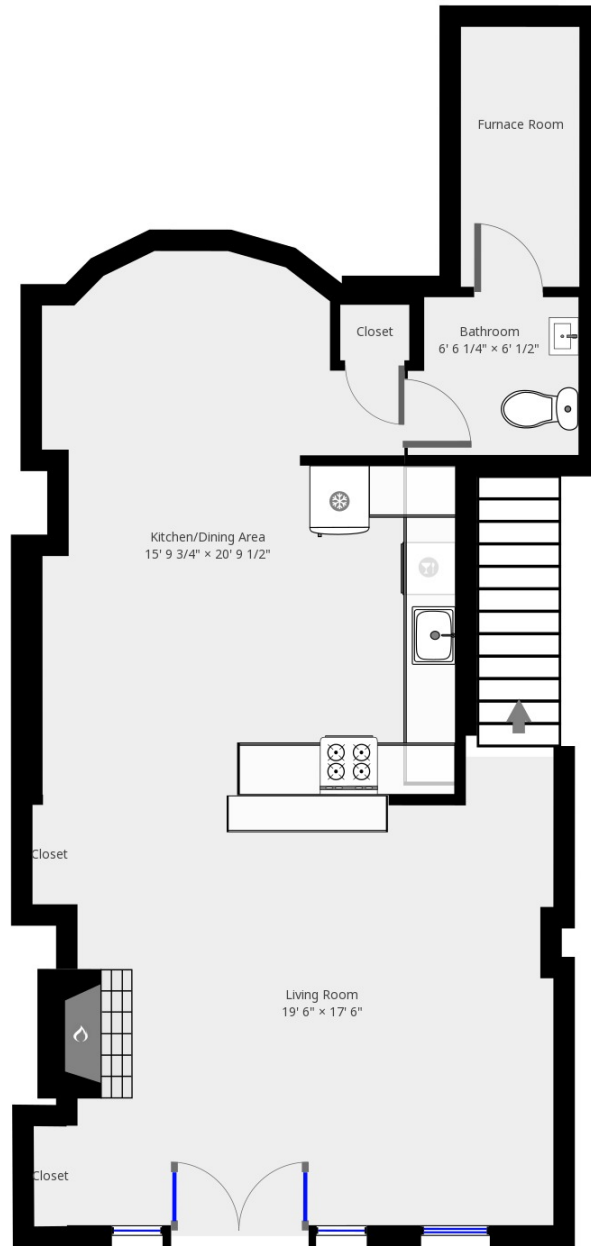 Furnace Room
Closet
Bathroom
6' 6 1/4" × 6' 1/2"
Kitchen/Dining Area
15' 9 3/4" × 20' 9 1/2"
Closet
Living Room
19' 6" × 17' 6"
Closet